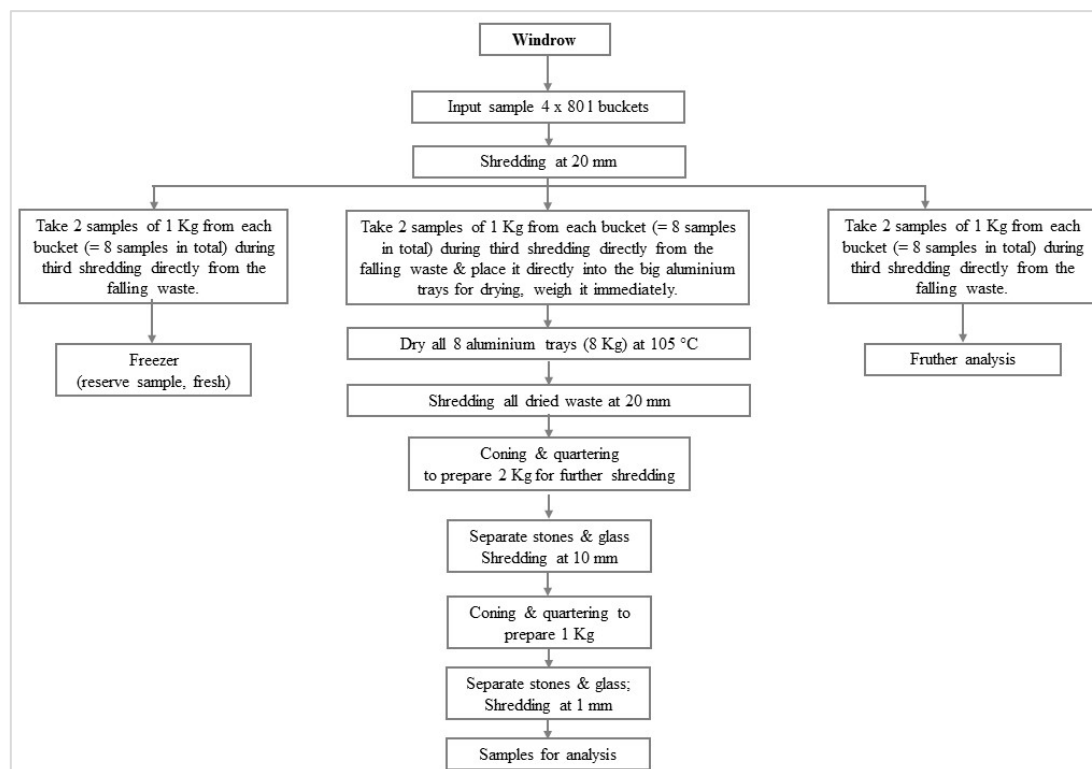 Windrow
Input sample 4 x 80 l buckets
Shredding at 20 mm
Take 2 samples of 1 Kg from each
bucket (= 8 samples in total) during
third shredding directly from the
falling waste.
Take 2 samples of 1 Kg from each bucket (= 8 samples
in total) during third shredding directly from the
falling waste & place it directly into the big aluminium
trays for drying, weigh it immediately.
Take 2 samples of 1 Kg from each
bucket (= 8 samples in total) during
third shredding directly from the
falling waste.
Freezer
(reserve sample, fresh)
Dry all 8 aluminium trays (8 Kg) at 105 °C
Fruther analysis
Shredding all dried waste at 20 mm
Coning & quartering
to prepare 2 Kg for further shredding
Separate stones & glass
Shredding at 10 mm
Coning & quartering to
prepare 1 Kg
Separate stones & glass;
Shredding at 1 mm
Samples for analysis